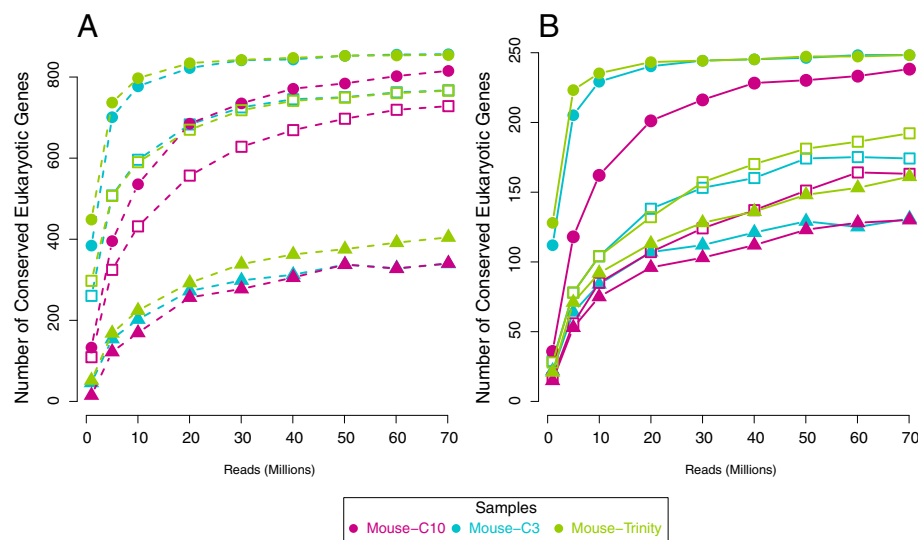 A
B
Number of Conserved Eukaryotic Genes
0
200
400
600
800
0 10 20 30 40 50 60 70
Reads (Millions)
Number of Conserved Eukaryotic Genes
0
50
100
150
200
250
0 10 20 30 40 50 60 70
Reads (Millions)
Samples
Mouse−C10 Mouse−C3 Mouse−Trinity